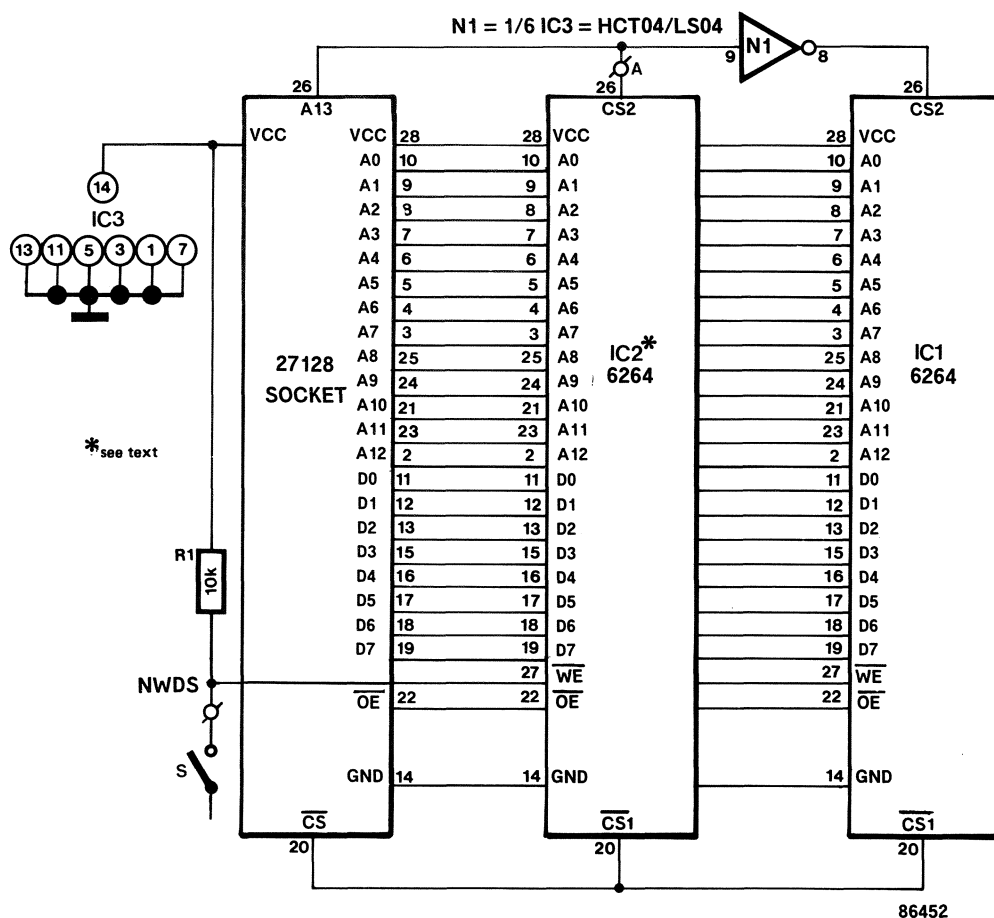 N1 = 1/6 IC3 = HCT04/LS04
9 N1 8
A
26 26 26
A13 CS2 CS2
VCC VCC 28 28 VCC 28 VCC
A0 10 10 A0 10 A0
A1 9 9 A1 9 A1
A2 8 8 A2 8 A2
A3 7 7 A3 7 A3
A4 6 6 A4 6 A4
A5 5 5 A5 5 A5
A6 4 4 A6 4 A6
A7 3 3 A7 3 A7
A8 25 25 A8 25 A8
A9 24 24 A9 24 A9
A10 21 21 A10 21 A10
A11 23 23 A11 23 A11
A12 2 2 A12 2 A12
D0 11 11 D0 11 D0
D1 12 12 D1 12 D1
D2 13 13 D2 13 D2
D3 15 15 D3 15 D3
D4 16 16 D4 16 D4
D5 17 17 D5 17 D5
D6 18 18 D6 18 D6
D7 19 19 D7 19 D7
27 WE 27 WE
OE 22 22 OE 22 OE
GND 14 14 GND 14 GND
CS CS1 CS1
20 20 20
14
IC3
13 11 5 3 1 7
27128
SOCKET
IC2*
6264
IC1
6264
*see text
R1
10k
NWDS
S
86452